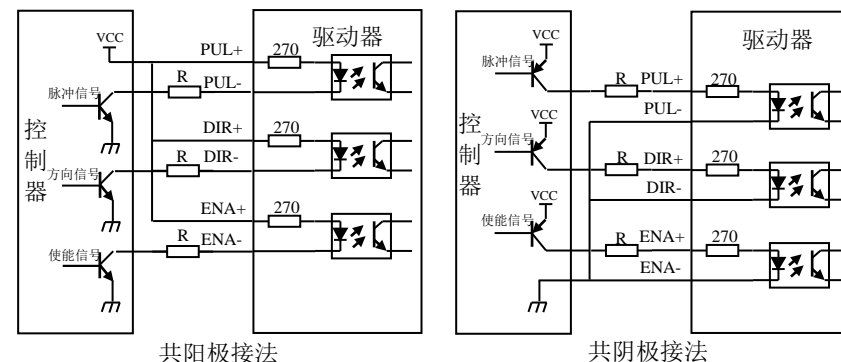 VCC
PUL+
270
驱动器
脉冲信号
R
PUL-
控制器
DIR+
270
方向信号
R
DIR-
ENA+
270
使能信号
R
ENA-
共阳极接法
VCC
驱动器
脉冲信号
R
PUL+
270
PUL-
VCC
控制器
方向信号
R
DIR+
270
DIR-
VCC
使能信号
R
ENA+
270
ENA-
共阴极接法